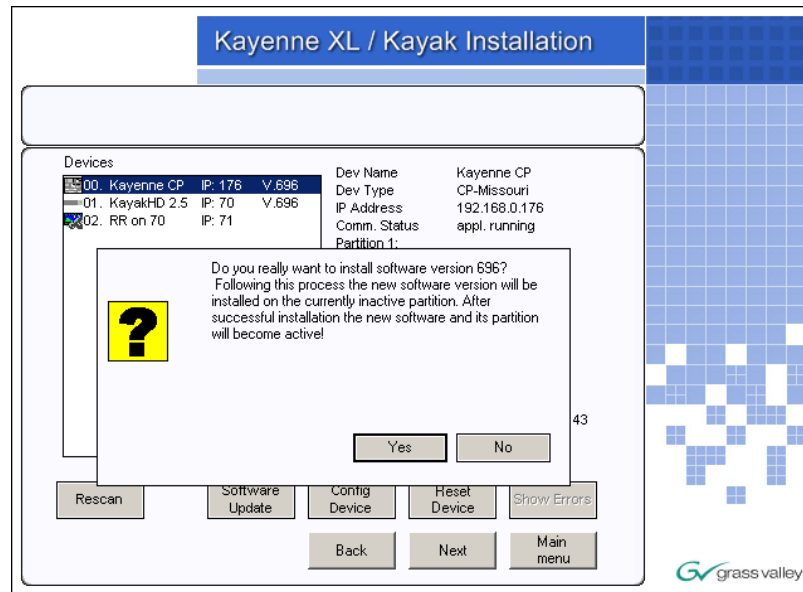 Kayenne XL / Kayak Installation
Devices
00. Kayenne CP IP: 176 V.696
01. KayakHD 2.5 IP: 70 V.696
02. RR on 70 IP: 71
Dev Name Kayenne CP
Dev Type CP-Missouri
IP Address 192.168.0.176
Comm. Status appl. running
Partition 1:
Do you really want to install software version 696?
Following this process the new software version will be
installed on the currently inactive partition. After
successful installation the new software and its partition
will become active!
?
43
Yes No
Rescan
Software
Update
Config
Device
Reset
Device
Show Errors
Back
Next
Main
menu
GV grass valley